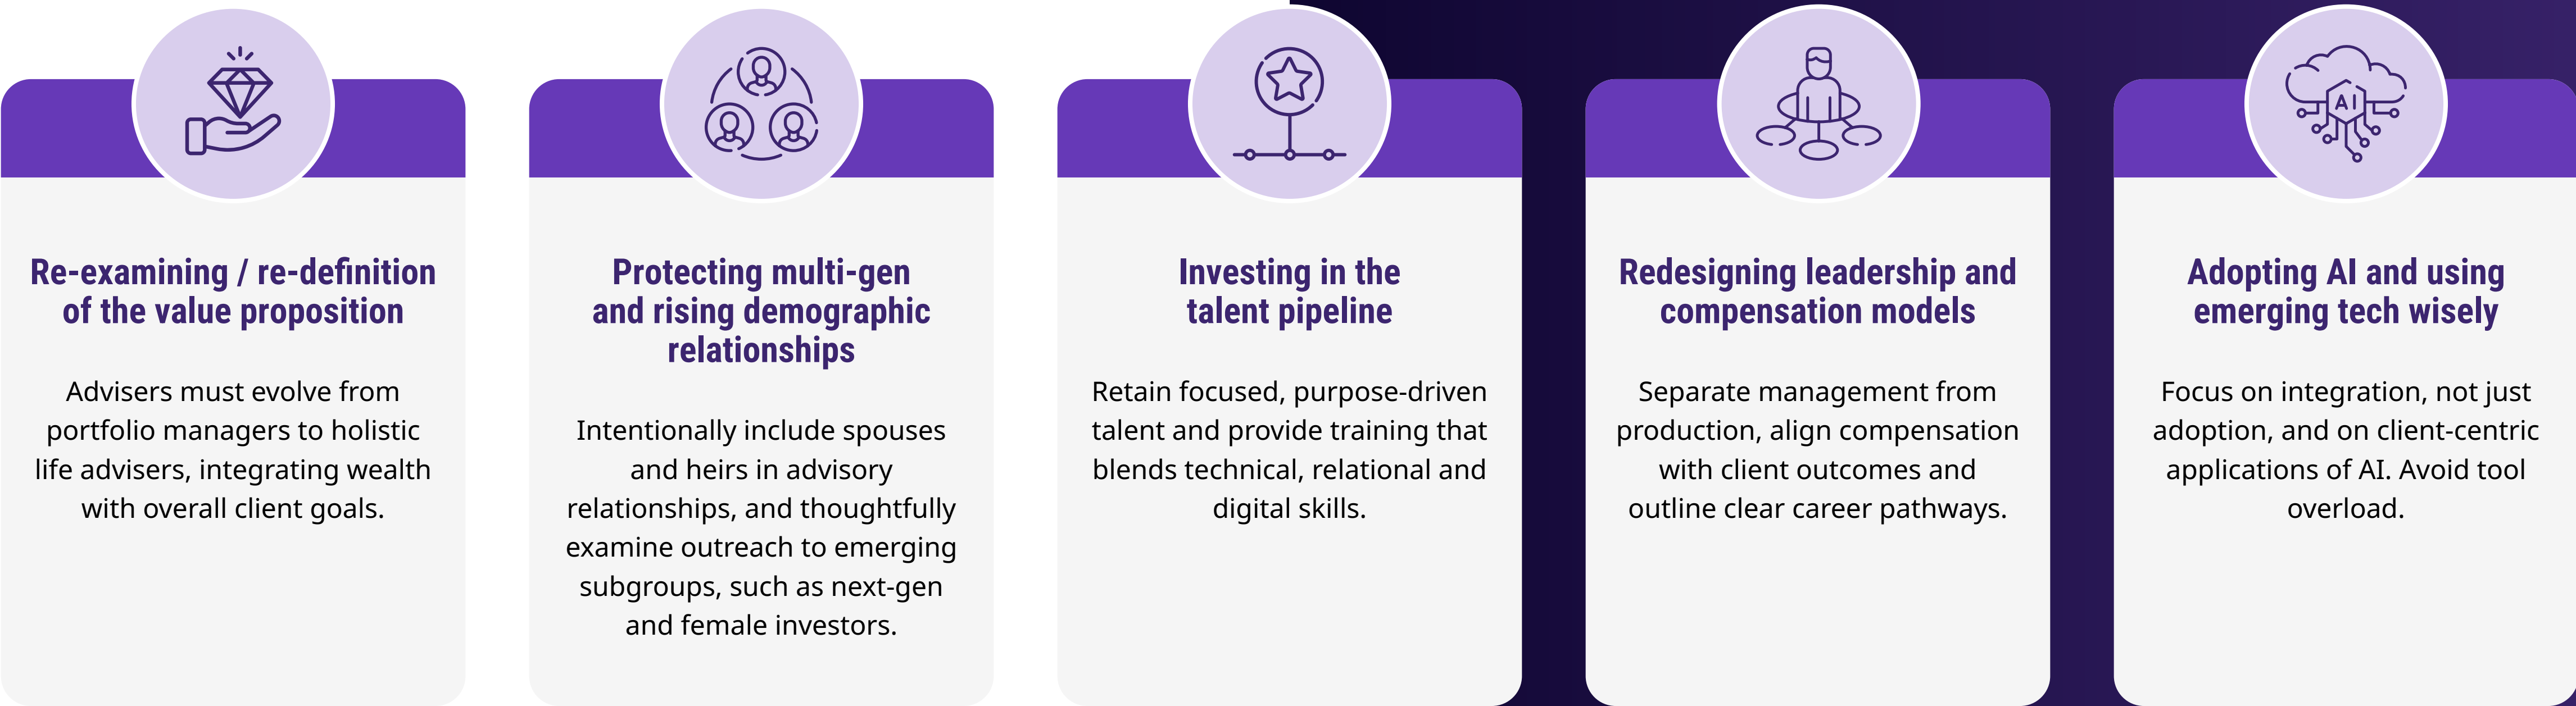 Re-examining / re-definition
of the value proposition
Advisers must evolve from
portfolio managers to holistic
life advisers, integrating wealth
with overall client goals.
Protecting multi-gen
and rising demographic
relationships
Intentionally include spouses
and heirs in advisory
relationships, and thoughtfully
examine outreach to emerging
subgroups, such as next-gen
and female investors.
Investing in the
talent pipeline
Retain focused, purpose-driven
talent and provide training that
blends technical, relational and
digital skills.
Redesigning leadership and
compensation models
Separate management from
production, align compensation
with client outcomes and
outline clear career pathways.
AI
Adopting AI and using
emerging tech wisely
Focus on integration, not just
adoption, and on client-centric
applications of AI. Avoid tool
overload.